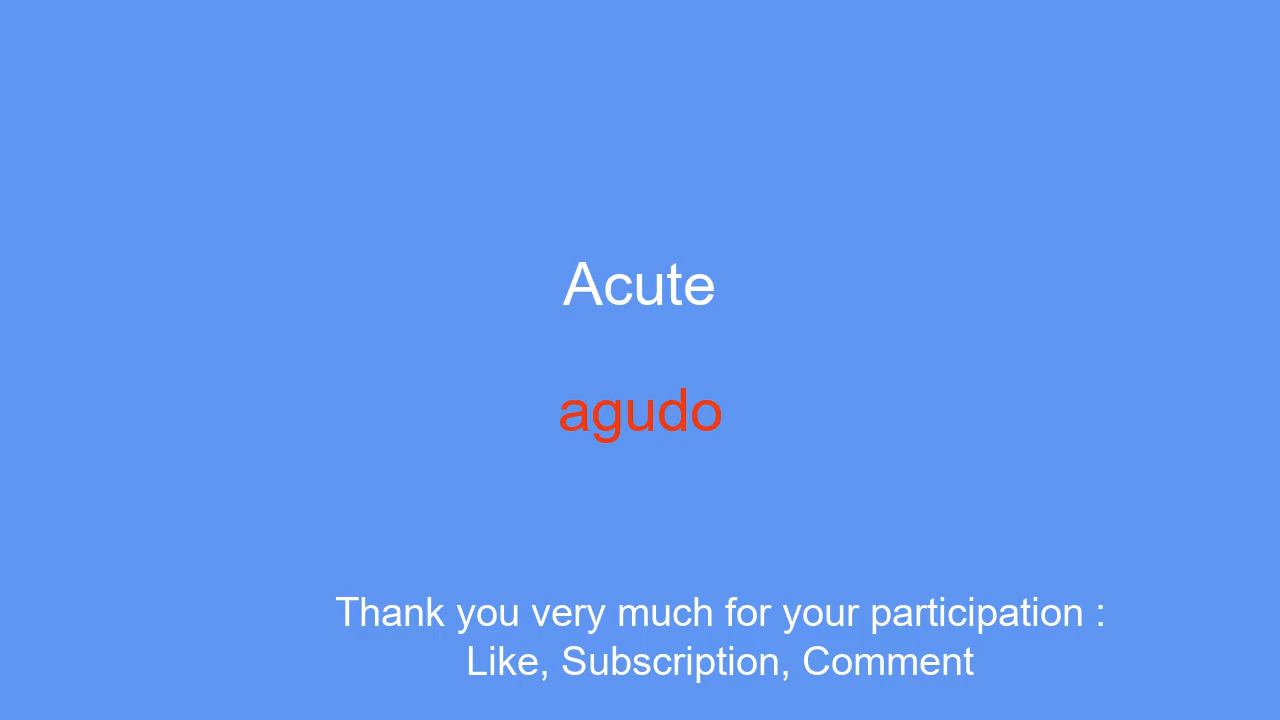 Acute
agudo
Thank you very much for your participation :
Like, Subscription, Comment